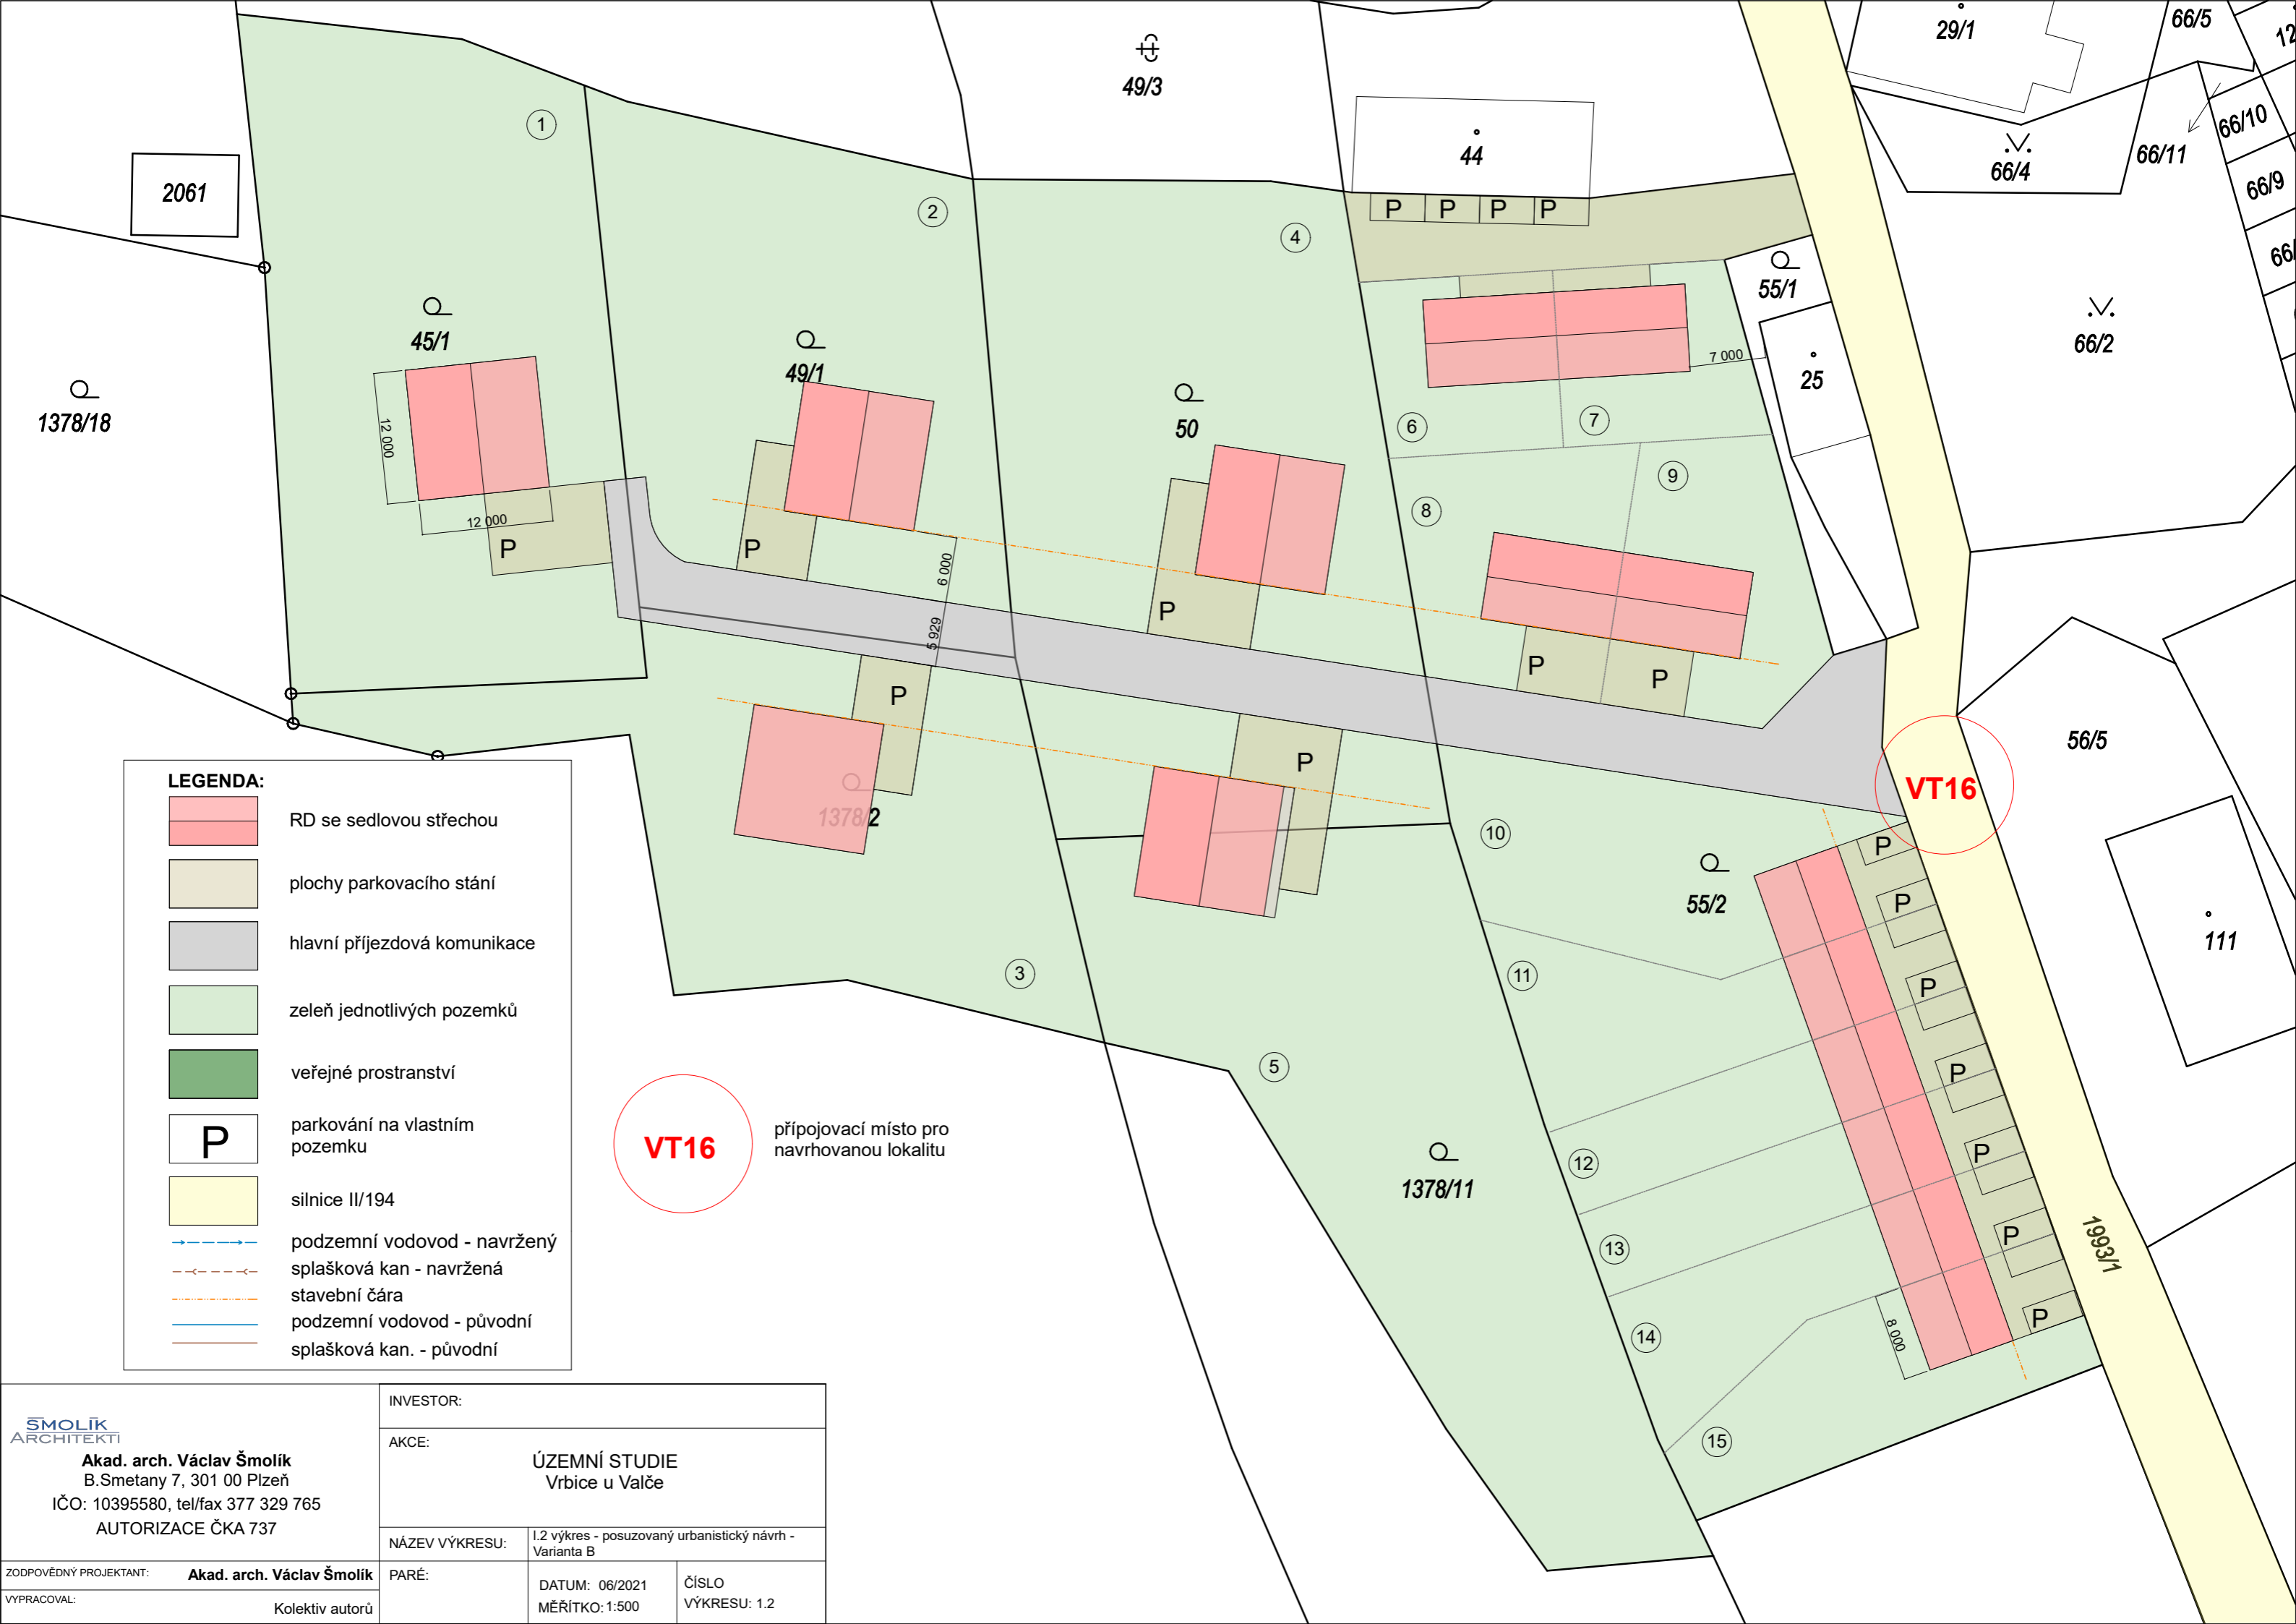 29/1
66/5
49/3
66/10
44
66/4
66/11
66/9
1
2061
2
P P P P
4
55/1
45/1
49/1
66/2
7 000
25
1378/18
12 000
50
6
7
9
8
12 000
P
P
6 000
P
5 929
P
P
P
56/5
P
VT16
1378/2
10
P
55/2
P
111
3
11
P
5
P
12
P
1378/11
13
P
1993/1
14
8 000
P
15
LEGENDA:
RD se sedlovou střechou
plochy parkovacího stání
hlavní příjezdová komunikace
zeleň jednotlivých pozemků
veřejné prostranství
P
parkování na vlastním
pozemku
silnice II/194
podzemní vodovod - navržený
splašková kan - navržená
stavební čára
podzemní vodovod - původní
splašková kan. - původní
VT16
přípojovací místo pro
navrhovanou lokalitu
ŠMOLÍK
ARCHITEKTI
Akad. arch. Václav Šmolík
B.Smetany 7, 301 00 Plzeň
IČO: 10395580, tel/fax 377 329 765
AUTORIZACE ČKA 737
ZODPOVĚDNÝ PROJEKTANT: Akad. arch. Václav Šmolík
VYPRACOVAL: Kolektiv autorů
INVESTOR:
AKCE:
ÚZEMNÍ STUDIE
Vrbice u Valče
NÁZEV VÝKRESU:
I.2 výkres - posuzovaný urbanistický návrh -
Varianta B
PARÉ:
DATUM: 06/2021
MĚŘÍTKO: 1:500
ČÍSLO
VÝKRESU: 1.2